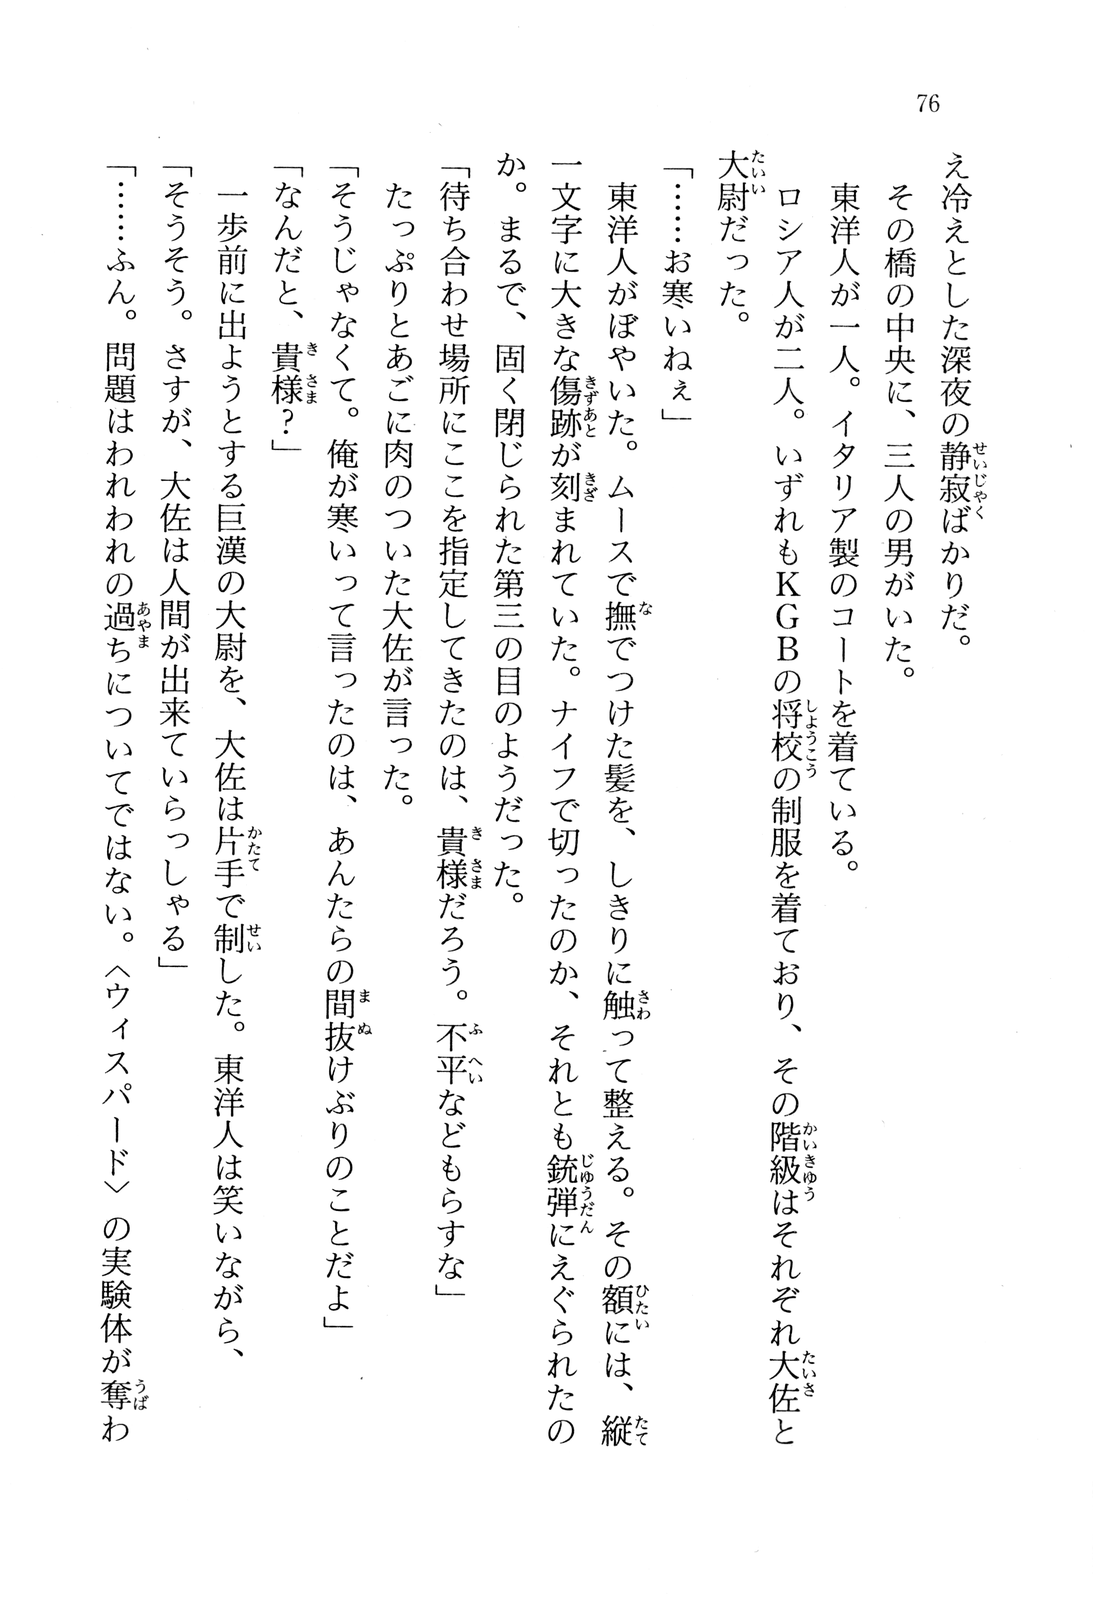 76
え冷えとした深夜の静寂ばかりだ。
その橋の中央に、三人の男がいた。
東洋人が一人。イタリア製のコートを着ている。
ロシア人が二人。いずれもＫＧＢの将校の制服を着ており、その階級はそれぞれ大佐と
大尉だった。
「……お寒いねぇ」
東洋人がぼやいた。ムースで撫でつけた髪を、しきりに触って整える。その額には、縦
一文字に大きな傷跡が刻まれていた。ナイフで切ったのか、それとも銃弾にえぐられたの
か。まるで、固く閉じられた第三の目のようだった。
「待ち合わせ場所にここを指定してきたのは、貴様だろう。不平などもらすな」
たっぷりとあごに肉のついた大佐が言った。
「そうじゃなくて。俺が寒いって言ったのは、あんたらの間抜けぶりのことだよ」
「なんだと、貴様？」
一歩前に出ようとする巨漢の大尉を、大佐は片手で制した。東洋人は笑いながら、
「そうそう。さすが、大佐は人間が出来ていらっしゃる」
「……ふん。問題はわれわれの過ちについてではない。〈ウィスパード〉の実験体が奪わ